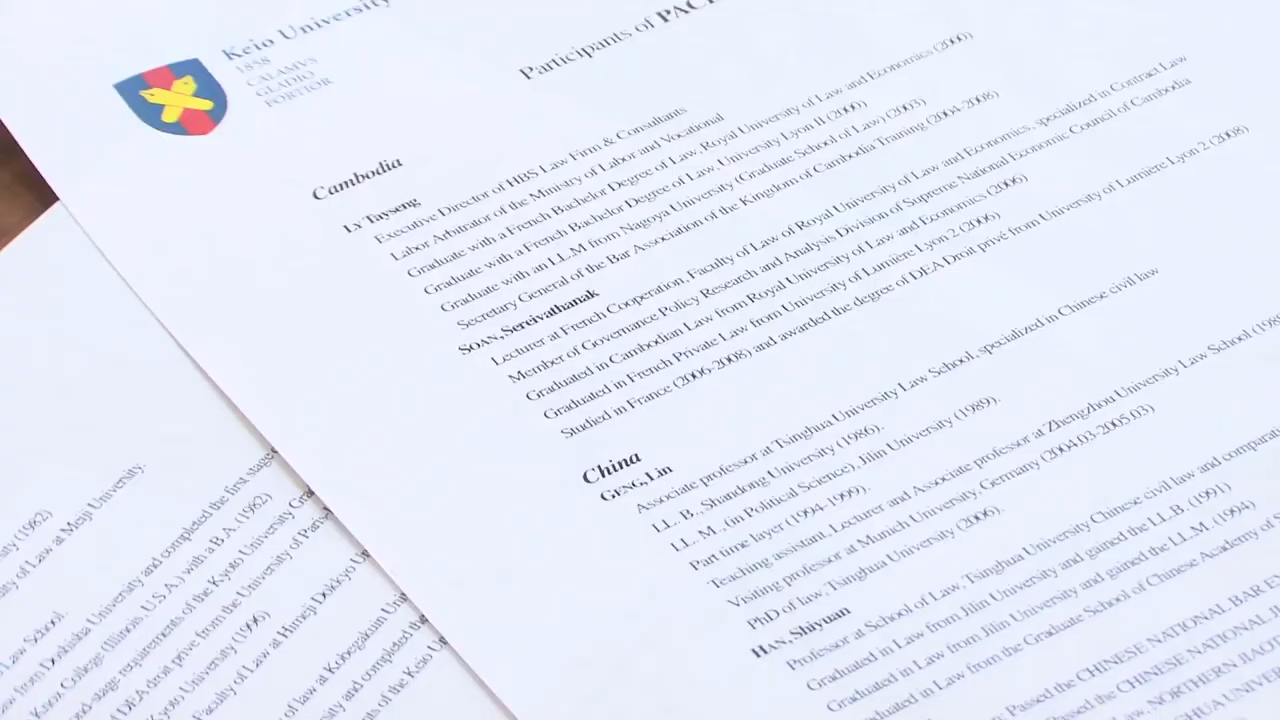 Keio University
1858
CALAMVS
GLADIO
FORTIOR
Participants of
Cambodia
LY Tayseng
Executive Director of HBS Law Firm & Consultants
Labor Arbitrator of the Ministry of Labor and Vocational
Graduate with a French Bachelor Degree of Law, Royal University of Law and Economics (2000)
Graduate with a French Bachelor Degree of Law, University Lyon II (2000)
Graduate with an LL.M from Nagoya University (Graduate School of Law) (2003)
Secretary General of the Bar Association of the Kingdom of Cambodia Training (2004-2008)
SOAN, Sereivathanak
Lecturer at French Cooperation, Faculty of Law of Royal University of Law and Economics, specialized in Contract Law
Member of Governance Policy Research and Analysis Division of Supreme National Economic Council of Cambodia
Graduated in Cambodian Law from Royal University of Law and Economics (2006)
Graduated in French Private Law from University of Lumière Lyon 2 (2006)
Studied in France (2006-2008) and awarded the degree of DEA Droit privé from University of Lumière Lyon 2 (2008)
China
GENG, Lin
Associate professor at Tsinghua University Law School, specialized in Chinese civil law
LL. B., Shandong University (1986).
LL. M. (in Political Science), Jilin University (1989).
Part time layer (1994-1999).
Teaching assistant, Lecturer and Associate professor at Zhengzhou University Law School
Visiting professor at Munich University, Germany (2004.03-2005.03)
PhD of law, Tsinghua University (2006).
HAN, Shiyuan
Professor at School of Law, Tsinghua University Chinese civil law and
Graduated in Law from Jilin University and gained the LL.B. (1991)
Graduated in Law from Jilin University and gained the LL.M. (1994)
Graduated in Law from the Graduate School of Chinese Academy of
Passed the CHINESE NATIONAL BAR
Passed the CHINESE NATIONAL
Law, NORTHERN
(1982)
of Law at Meiji University.
Law School.
from Doshisha University and completed the first stage
Knox College (Illinois, U.S.A.) with a B.A. (1982)
requirements of the Kyoto University
DEA droit prive from the University of
Kyoto University (1996)
Faculty of Law at Himeji Dokkyo
of law at Kobegakuin
and completed
of the Keio